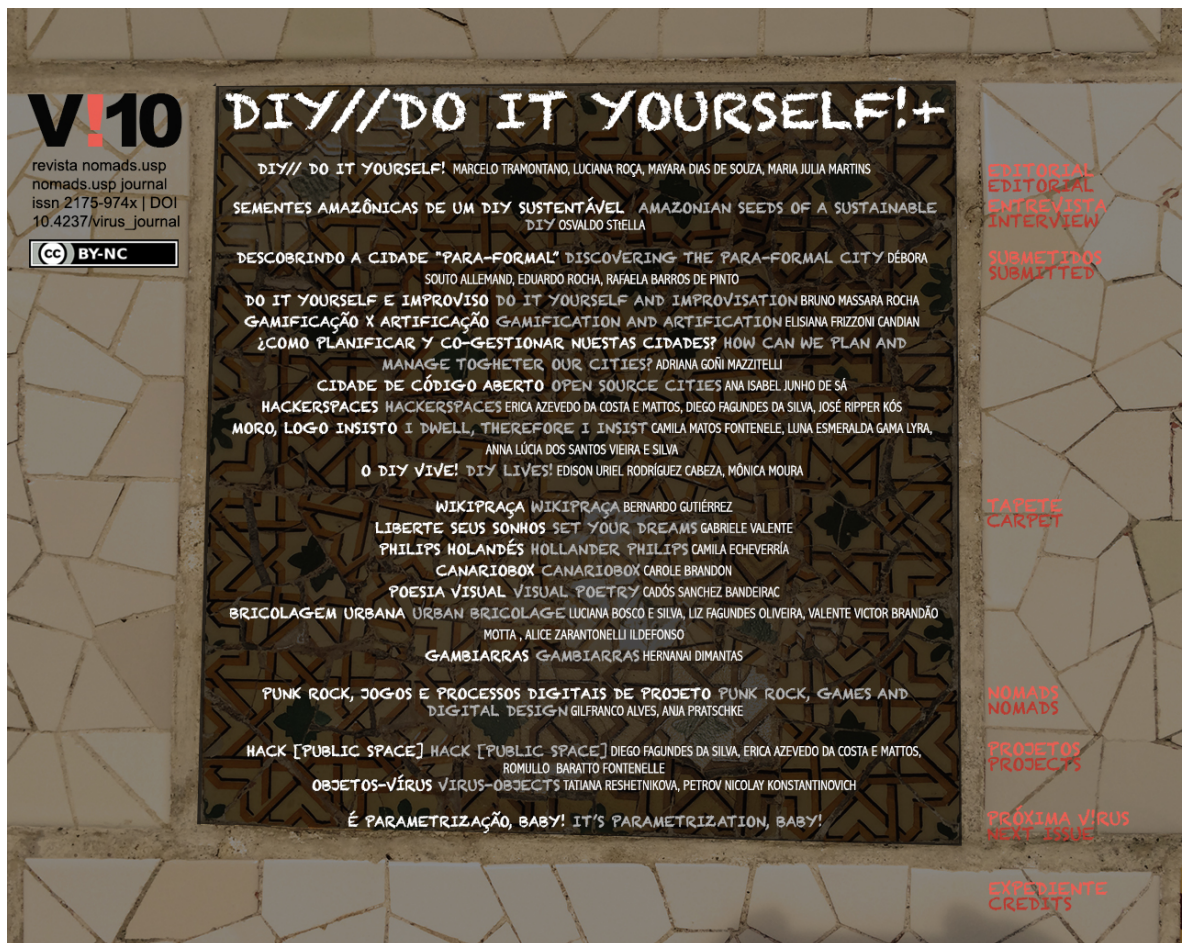 V!10
revista nomads.usp
nomads.usp journal
issn 2175-974x | DOI
10.4237/virus_journal
cc BY-NC
DIY//DO IT YOURSELF!+
DIY// DO IT YOURSELF! MARCELO TRAMONTANO, LUCIANA ROÇA, MAYARA DIAS DE SOUZA, MARIA JULIA MARTINS
EDITORIAL
EDITORIAL
SEMENTES AMAZÔNICAS DE UM DIY SUSTENTÁVEL AMAZONIAN SEEDS OF A SUSTAINABLE
DIY OSVALDO STtELLA
ENTREVISTA
INTERVIEW
DESCOBRINDO A CIDADE "PARA-FORMAL" DISCOVERING THE PARA-FORMAL CITY DÉBORA
SOUTO ALLEMAND, EDUARDO ROCHA, RAFAELA BARROS DE PINTO
SUBMETIDOS
SUBMITTED
DO IT YOURSELF E IMPROVISO DO IT YOURSELF AND IMPROVISATION BRUNO MASSARA ROCHA
GAMIFICAÇÃO X ARTIFICAÇÃO GAMIFICATION AND ARTIFICATION ELISIANA FRIZZONI CANDIAN
¿COMO PLANIFICAR Y CO-GESTIONAR NUESTAS CIDADES? HOW CAN WE PLAN AND
MANAGE TOGHETER OUR CITIES? ADRIANA GOÑI MAZZITELLI
CIDADE DE CÓDIGO ABERTO OPEN SOURCE CITIES ANA ISABEL JUNHO DE SÁ
HACKERSPACES HACKERSPACES ERICA AZEVEDO DA COSTA E MATTOS, DIEGO FAGUNDES DA SILVA, JOSÉ RIPPER KÓS
MORO, LOGO INSISTO I DWELL, THEREFORE I INSIST CAMILA MATOS FONTENELE, LUNA ESMERALDA GAMA LYRA,
ANNA LÚCIA DOS SANTOS VIEIRA E SILVA
O DIY VIVE! DIY LIVES! EDISON URIEL RODRÍGUEZ CABEZA, MÔNICA MOURA
WIKIPRAÇA WIKIPRAÇA BERNARDO GUTIÉRREZ
TAPETE
CARPET
LIBERTE SEUS SONHOS SET YOUR DREAMS GABRIELE VALENTE
PHILIPS HOLANDÉS HOLLANDER PHILIPS CAMILA ECHEVERRÍA
CANARIOBOX CANARIOBOX CAROLE BRANDON
POESIA VISUAL VISUAL POETRY CADÓS SANCHEZ BANDEIRAC
BRICOLAGEM URBANA URBAN BRICOLAGE LUCIANA BOSCO E SILVA, LIZ FAGUNDES OLIVEIRA, VALENTE VICTOR BRANDÃO
MOTTA , ALICE ZARANTONELLI ILDEFONSO
GAMBIARRAS GAMBIARRAS HERNANAI DIMANTAS
PUNK ROCK, JOGOS E PROCESSOS DIGITAIS DE PROJETO PUNK ROCK, GAMES AND
DIGITAL DESIGN GILFRANCO ALVES, ANJA PRATSCHKE
NOMADS
NOMADS
HACK [PUBLIC SPACE] HACK [PUBLIC SPACE] DIEGO FAGUNDES DA SILVA, ERICA AZEVEDO DA COSTA E MATTOS,
ROMULLO BARATTO FONTENELLE
PROJETOS
PROJECTS
OBJETOS-VÍRUS VIRUS-OBJECTS TATIANA RESHETNIKOVA, PETROV NICOLAY KONSTANTINOVICH
É PARAMETRIZAÇÃO, BABY! IT'S PARAMETRIZATION, BABY!
PRÓXIMA V!RUS
NEXT ISSUE
EXPEDIENTE
CREDITS